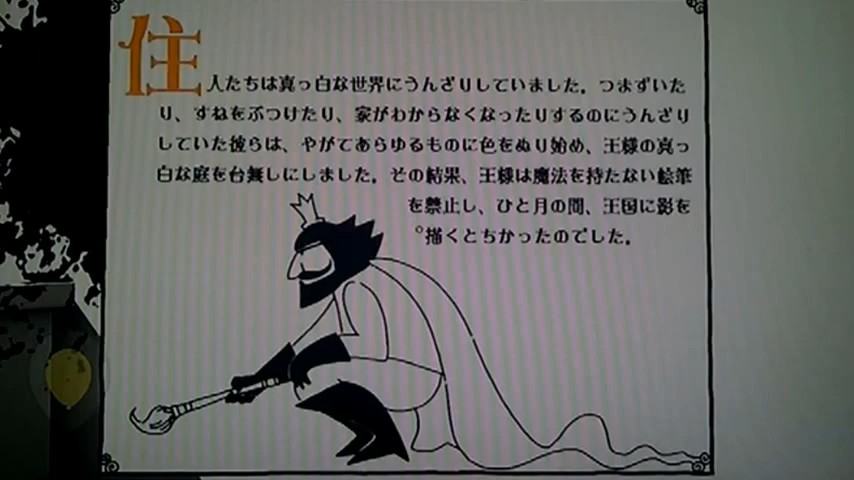 住人たちは真っ白な世界にうんざりしていました。つまずいた
り、すねをぶつけたり、家がわからなくなったりするのにうんざり
していた彼らは、やがてあらゆるものに色をぬり始め、王様の真っ
白な庭を台無しにしました。その結果、王様は魔法を持たない絵筆
を禁止し、ひと月の間、王国に影を
°描くとちかったのでした。